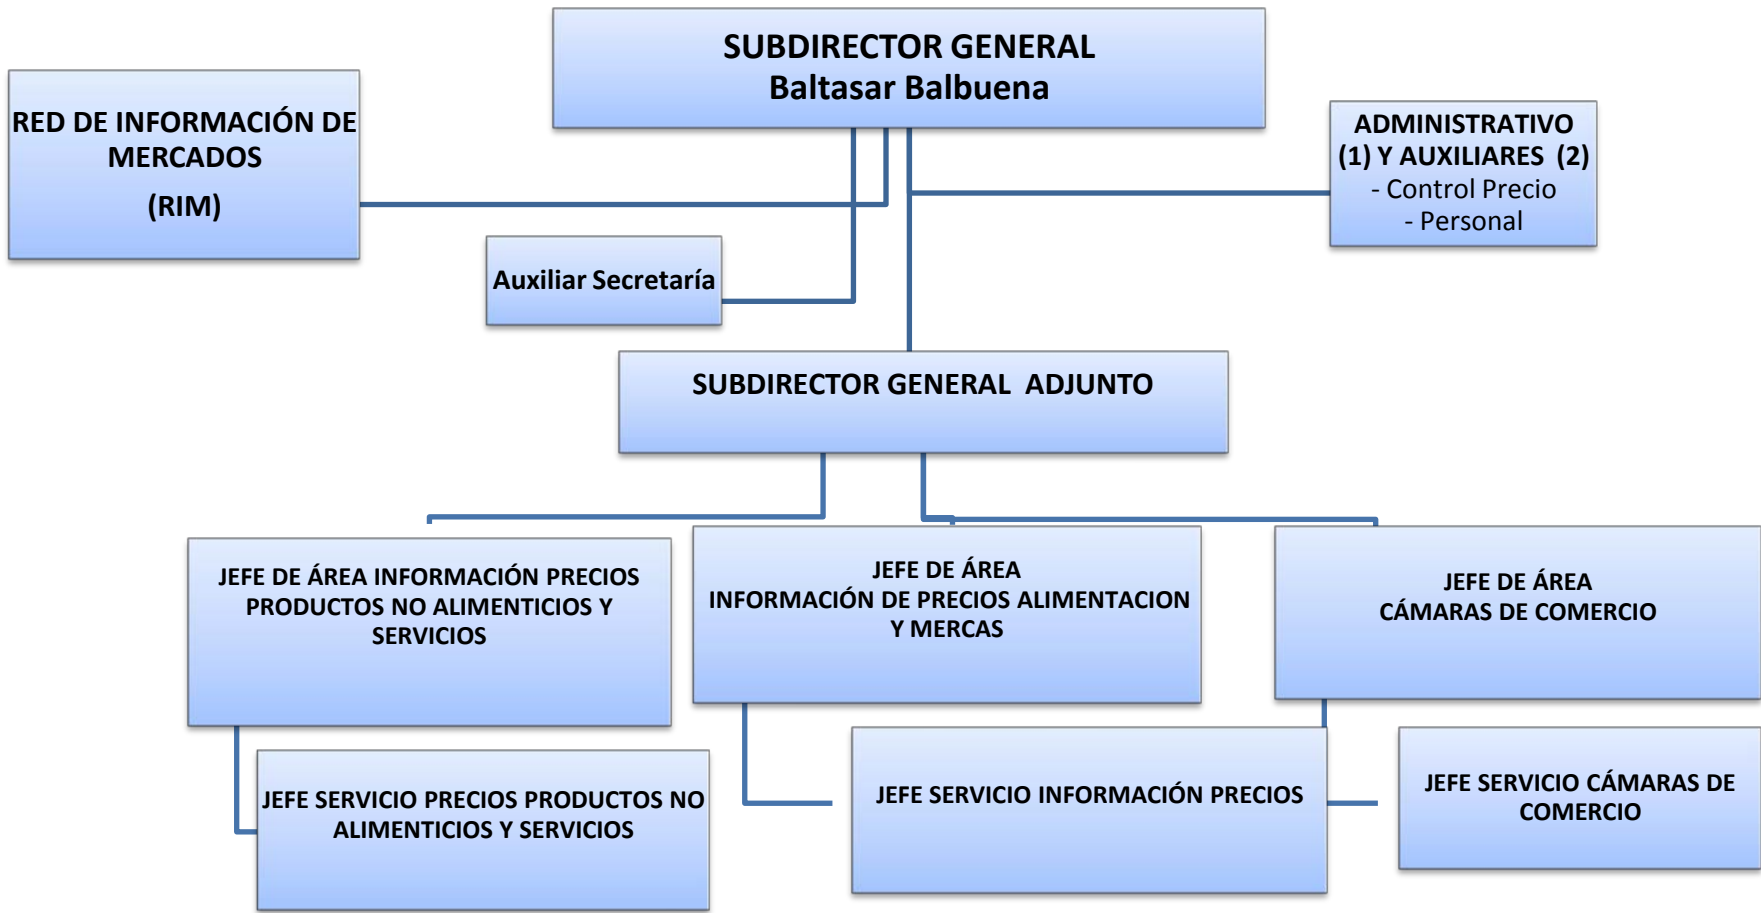 SUBDIRECTOR GENERAL
Baltasar Balbuena
RED DE INFORMACIÓN DE
MERCADOS
(RIM)
ADMINISTRATIVO
(1) Y AUXILIARES (2)
- Control Precio
- Personal
Auxiliar Secretaría
SUBDIRECTOR GENERAL ADJUNTO
JEFE DE ÁREA INFORMACIÓN PRECIOS
PRODUCTOS NO ALIMENTICIOS Y
SERVICIOS
JEFE DE ÁREA
INFORMACIÓN DE PRECIOS ALIMENTACION
Y MERCAS
JEFE DE ÁREA
CÁMARAS DE COMERCIO
JEFE SERVICIO PRECIOS PRODUCTOS NO
ALIMENTICIOS Y SERVICIOS
JEFE SERVICIO INFORMACIÓN PRECIOS
JEFE SERVICIO CÁMARAS DE
COMERCIO